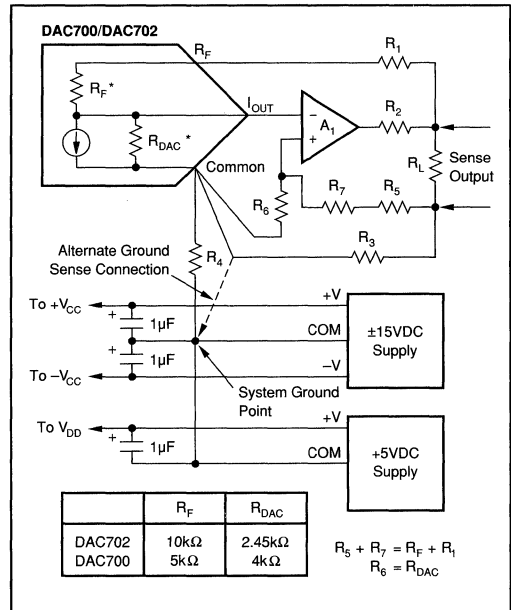 DAC700/DAC702
R_F
R_1
R_F*
I_OUT
R_DAC*
–
+
A_1
R_2
R_L
Sense
Output
Common
R_6
R_7
R_5
R_4
R_3
Alternate Ground
Sense Connection
To +V_CC
+
1µF
+V
COM
±15VDC
Supply
+
1µF
To –V_CC
–V
System Ground
Point
To V_DD
+
1µF
+V
COM
+5VDC
Supply
R_F R_DAC
DAC702 10kΩ 2.45kΩ
DAC700 5kΩ 4kΩ
R_5 + R_7 = R_F + R_1
R_6 = R_DAC